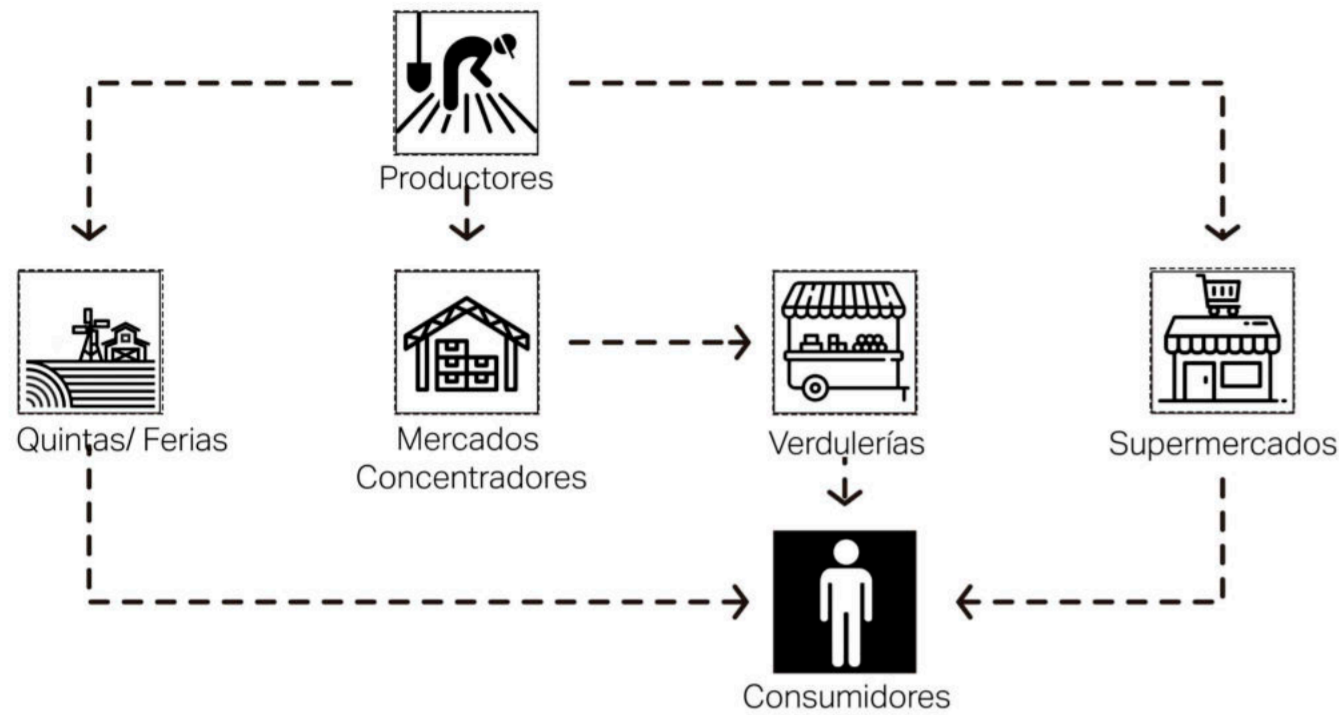 Productores
Quintas/ Ferias
Mercados
Concentradores
Verdulerías
Supermercados
Consumidores